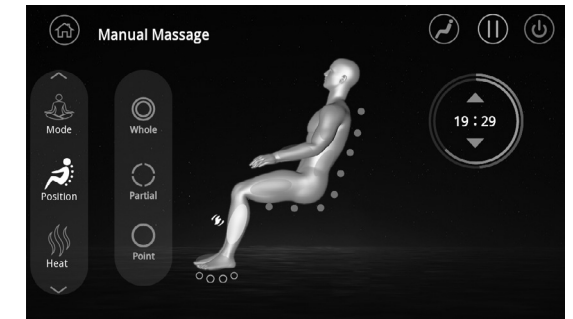 Manual Massage
Mode
Position
Heat
Whole
Partial
Point
19 : 29